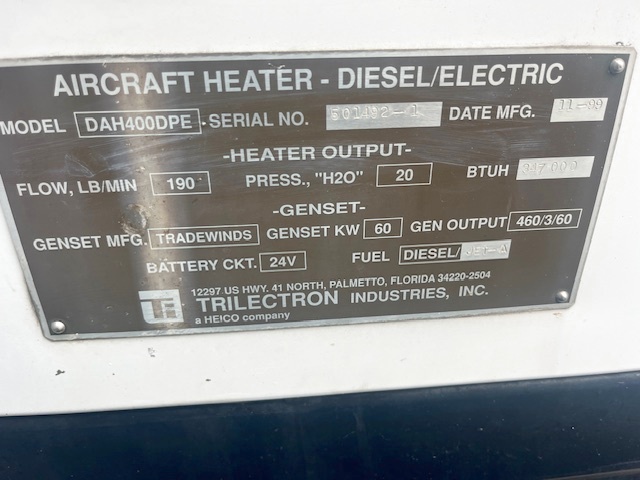 AIRCRAFT HEATER - DIESEL/ELECTRIC
MODEL DAH400DPE - SERIAL NO. DATE MFG. 11-99
-HEATER OUTPUT-
FLOW, LB/MIN 190 PRESS., "H2O" 20 BTUH
-GENSET-
GENSET MFG. TRADEWINDS GENSET KW 60 GEN OUTPUT 460/3/60
BATTERY CKT. 24V FUEL DIESEL/JET-A
12297 US HWY. 41 NORTH, PALMETTO, FLORIDA 34220-2504
TRILECTRON INDUSTRIES, INC.
a HEICO company